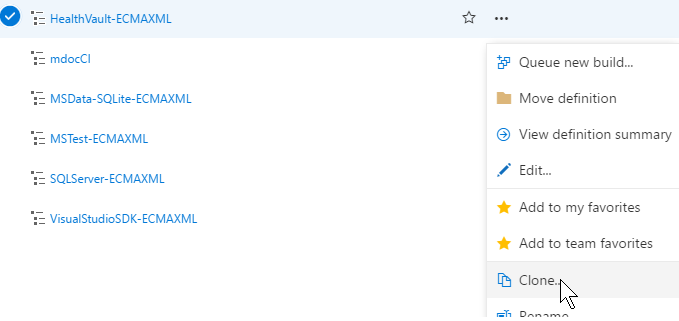 HealthVault-ECMAXML
mdocCI
MSData-SQLite-ECMAXML
MSTest-ECMAXML
SQLServer-ECMAXML
VisualStudioSDK-ECMAXML
Queue new build...
Move definition
View definition summary
Edit...
Add to my favorites
Add to team favorites
Clone...
Rename